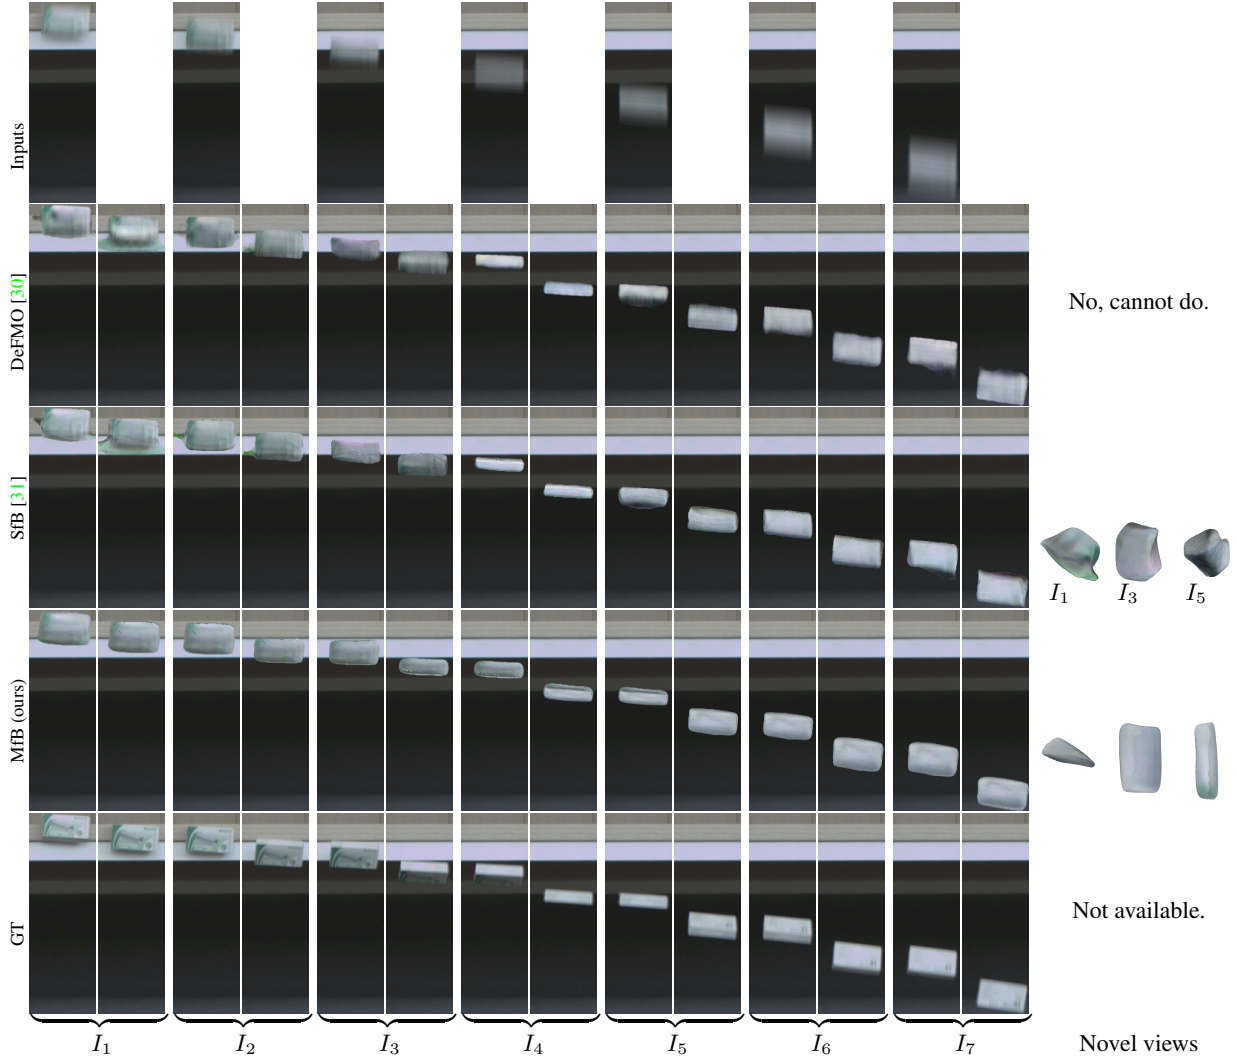 Inputs
DeFMO [30]
No, cannot do.
SfB [31]
I1 I3 I5
MfB (ours)
GT
Not available.
I1 I2 I3 I4 I5 I6 I7 Novel views